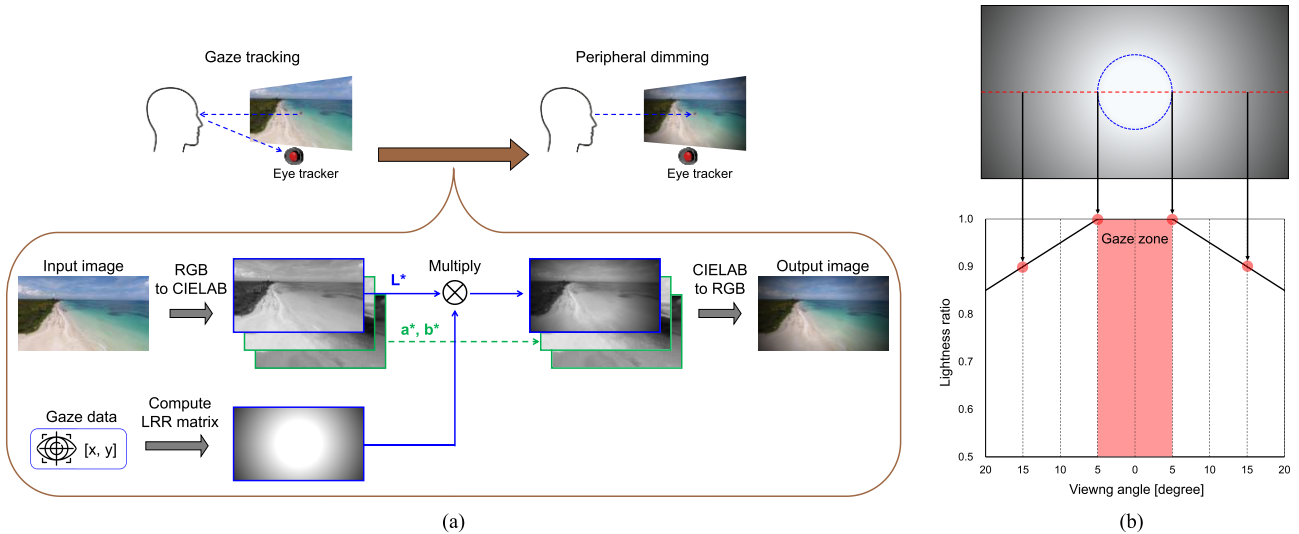 Gaze tracking
Peripheral dimming
Eye tracker
Eye tracker
Input image
RGB
to CIELAB
L*
Multiply
a*, b*
CIELAB
to RGB
Output image
Gaze data
[x, y]
Compute
LRR matrix
(a)
1.0
0.9
0.8
0.7
0.6
0.5
Lightness ratio
Gaze zone
20 15 10 5 0 5 10 15 20
Viewng angle [degree]
(b)